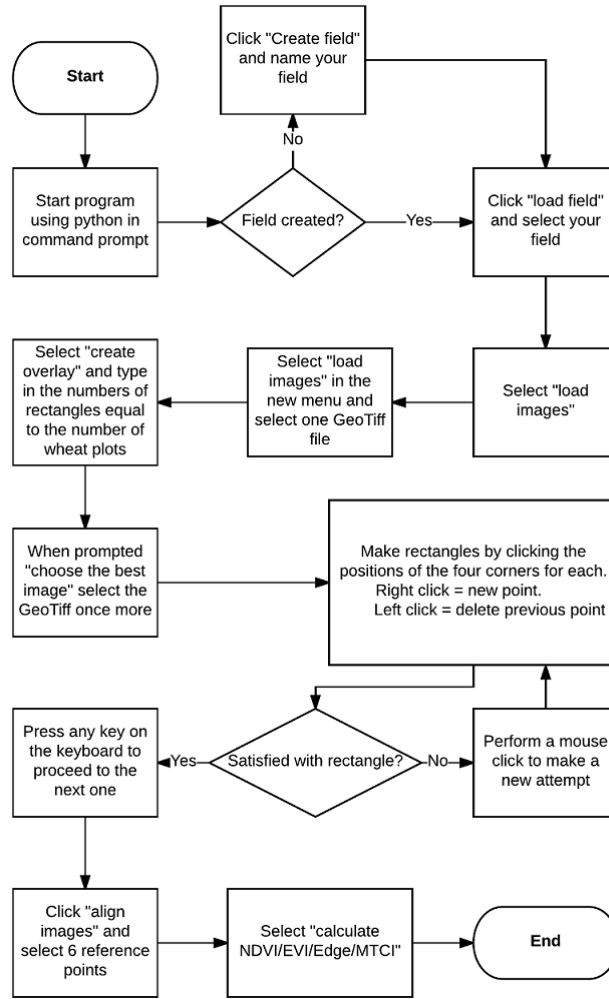 Start
Click "Create field"
and name your
field
No
Start program
using python in
command prompt
Field created?
Yes
Click "load field"
and select your
field
Select "load
images"
Select "load
images" in the
new menu and
select one GeoTiff
file
Select "create
overlay" and type
in the numbers of
rectangles equal
to the number of
wheat plots
When prompted
"choose the best
image" select the
GeoTiff once more
Make rectangles by clicking the
positions of the four corners for each.
Right click = new point.
Left click = delete previous point
Satisfied with rectangle?
No
Perform a mouse
click to make a
new attempt
Yes
Press any key on
the keyboard to
proceed to the
next one
Click "align
images" and
select 6 reference
points
Select "calculate
NDVI/EVI/Edge/MTCI"
End